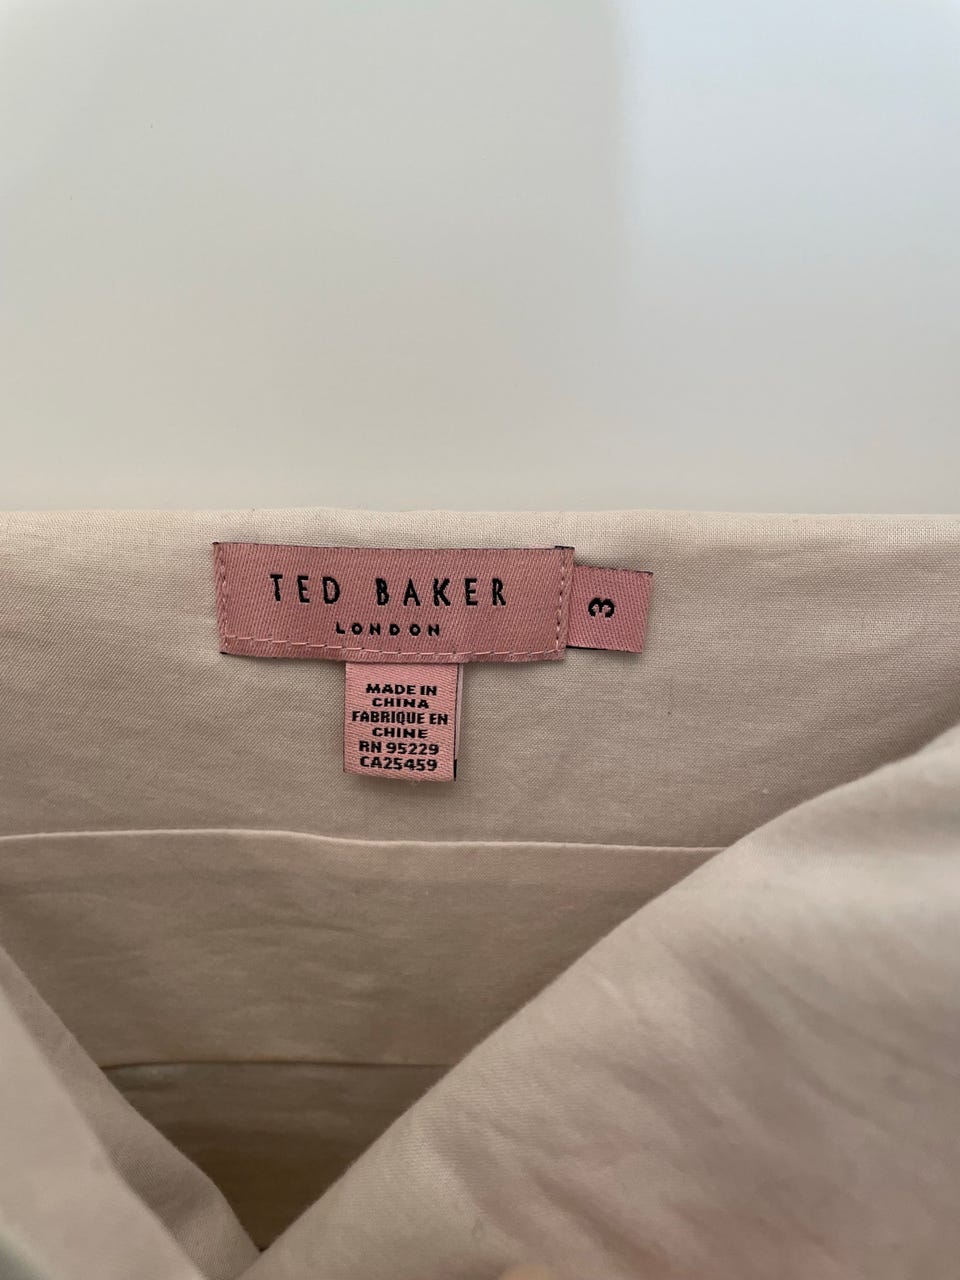 TED BAKER
LONDON
3
MADE IN
CHINA
FABRIQUE EN
CHINE
RN 95229
CA25459